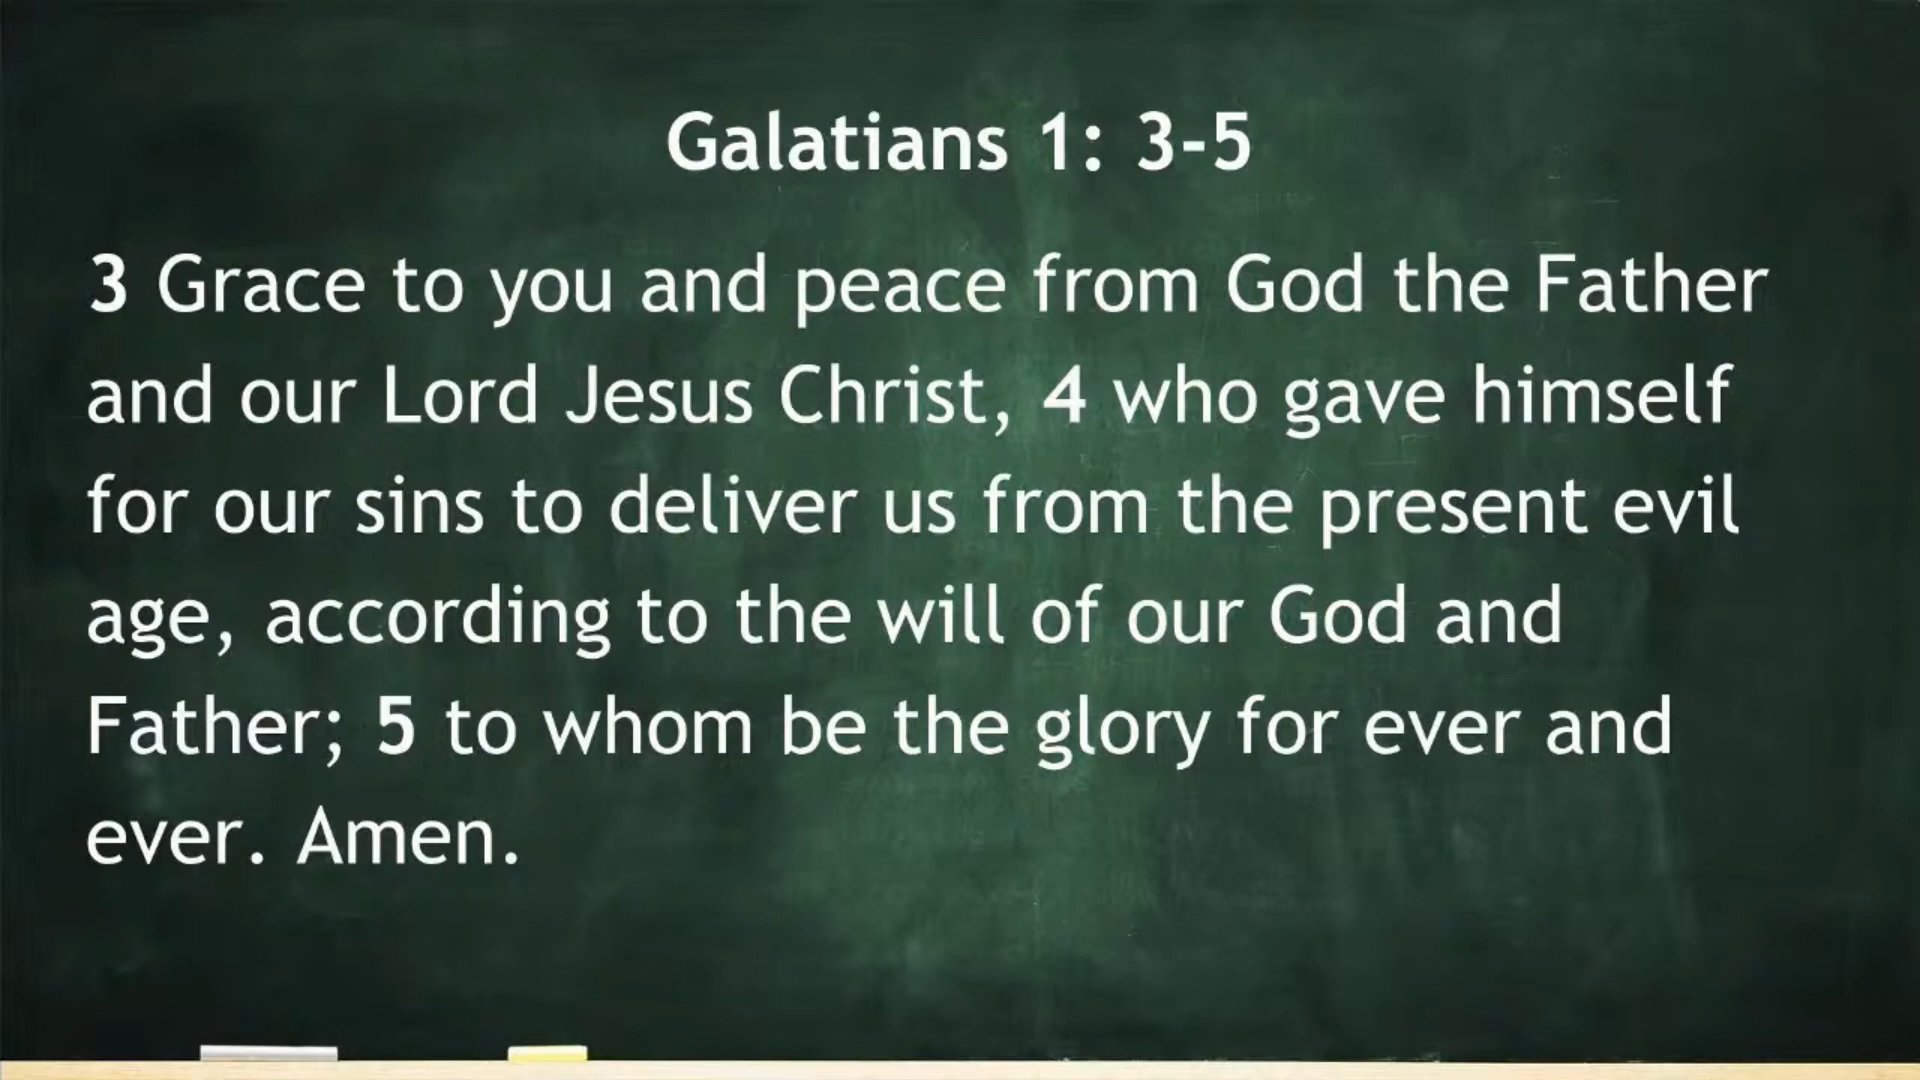 Galatians 1: 3-5
3 Grace to you and peace from God the Father
and our Lord Jesus Christ, 4 who gave himself
for our sins to deliver us from the present evil
age, according to the will of our God and
Father; 5 to whom be the glory for ever and
ever. Amen.